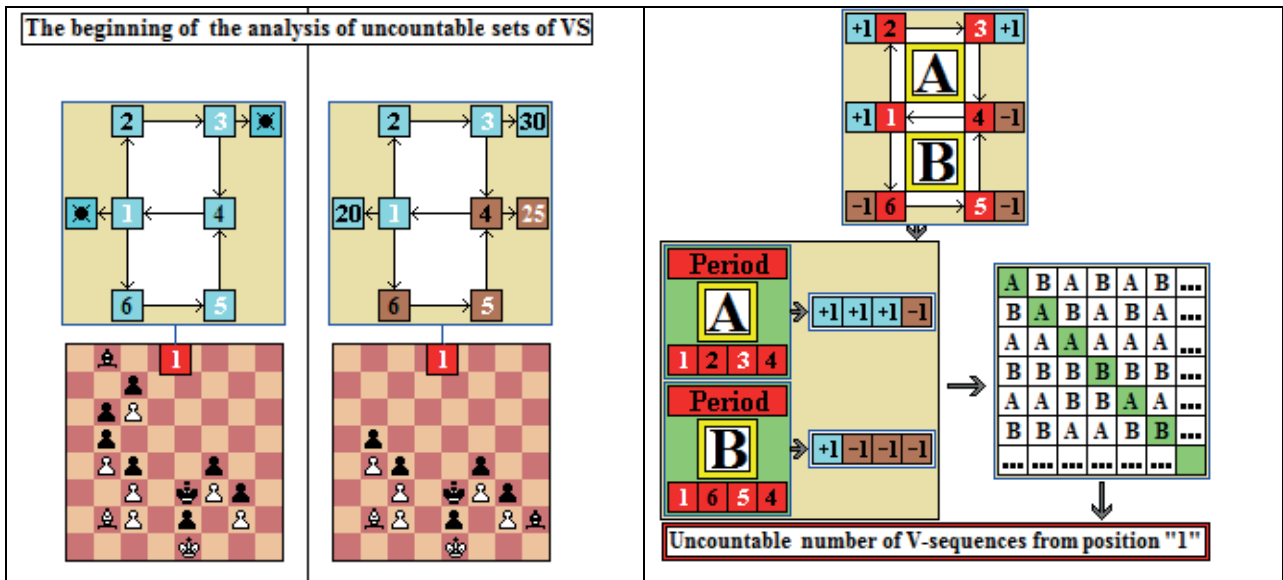 The beginning of the analysis of uncountable sets of VS
2 3
1 4
6 5
1
2 3 30
20 1 4 25
6 5
1
+1 2 3 +1
A
+1 1 4 -1
B
-1 6 5 -1
Period
A
1 2 3 4
+1 +1 +1 -1
Period
B
1 6 5 4
+1 -1 -1 -1
A B A B A B ...
B A B A B A ...
A A A A A A ...
B B B B B B ...
A A B B A A ...
B B A A B B ...
... ... ... ... ... ...
Uncountable number of V-sequences from position "1"